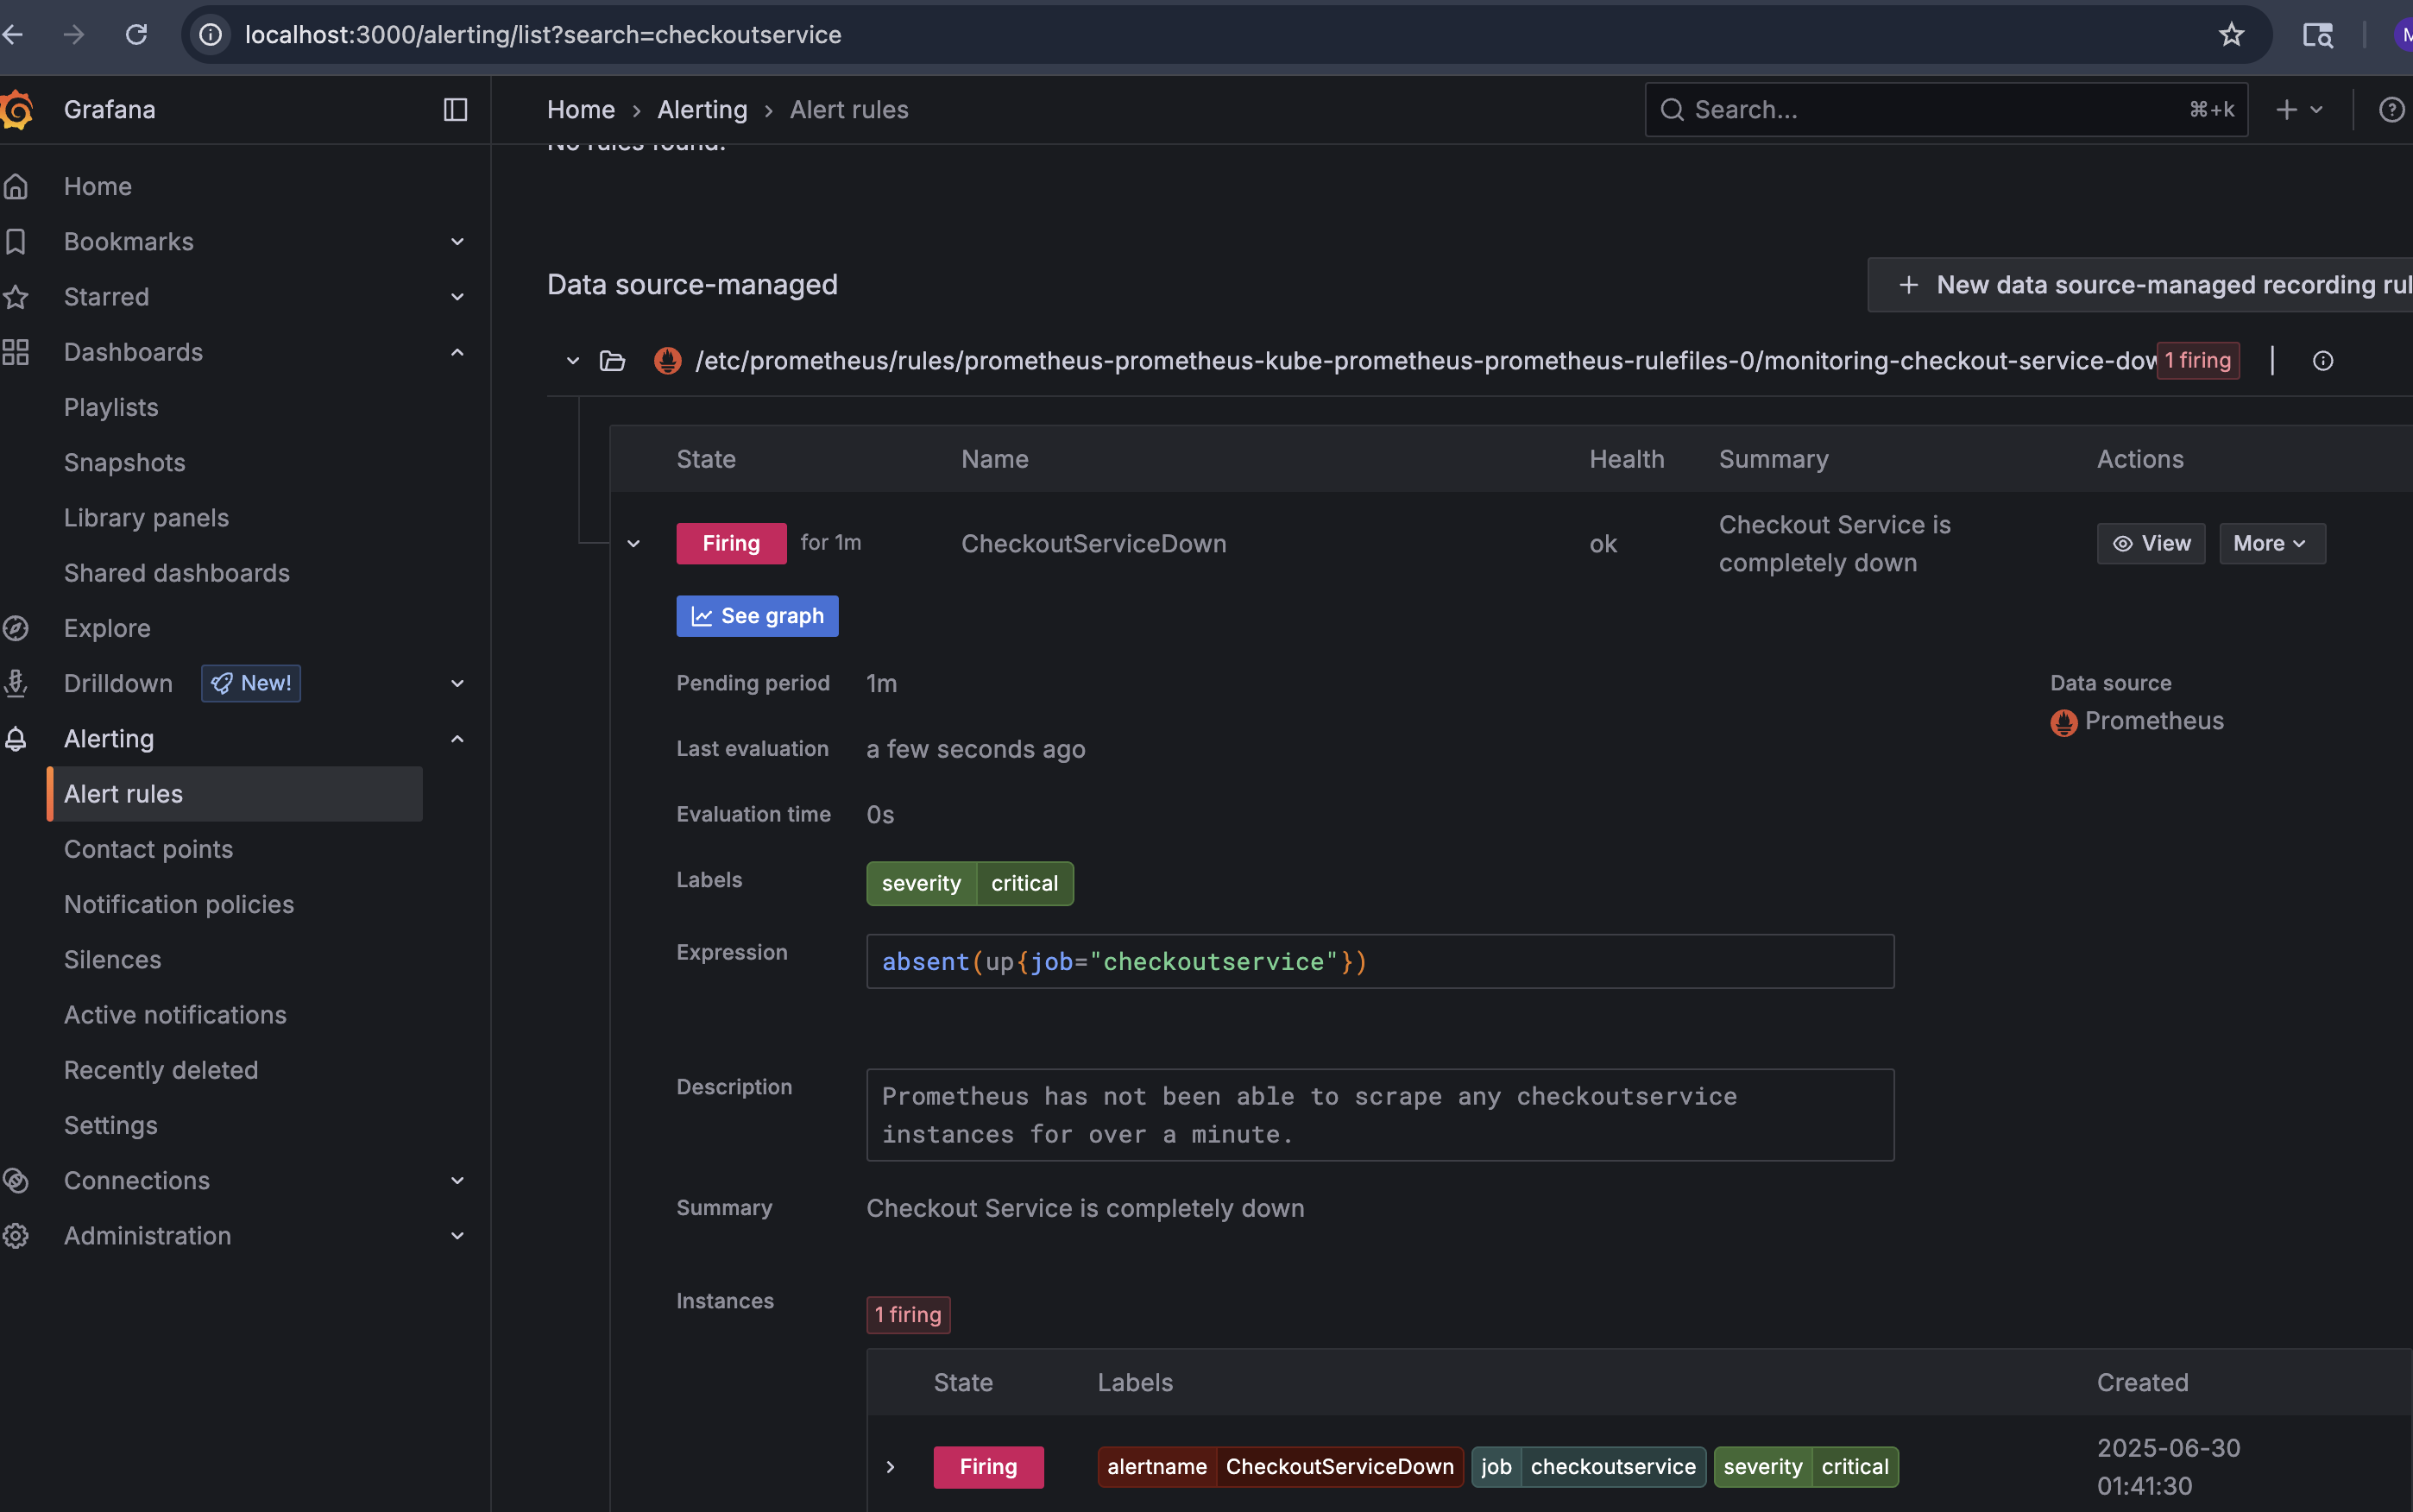 localhost:3000/alerting/list?search=checkoutservice
Grafana
Home › Alerting › Alert rules
Search... ⌘+k
No rules found.
Home
Bookmarks
Starred
Dashboards
Playlists
Snapshots
Library panels
Shared dashboards
Explore
Drilldown New!
Alerting
Alert rules
Contact points
Notification policies
Silences
Active notifications
Recently deleted
Settings
Connections
Administration
Data source-managed
+ New data source-managed recording rul
/etc/prometheus/rules/prometheus-prometheus-kube-prometheus-prometheus-rulefiles-0/monitoring-checkout-service-dow 1 firing
State Name Health Summary Actions
Firing for 1m CheckoutServiceDown ok Checkout Service is
completely down
View More
See graph
Pending period 1m
Data source
Prometheus
Last evaluation a few seconds ago
Evaluation time 0s
Labels severity critical
Expression absent(up{job="checkoutservice"})
Description Prometheus has not been able to scrape any checkoutservice
instances for over a minute.
Summary Checkout Service is completely down
Instances 1 firing
State Labels Created
Firing alertname CheckoutServiceDown job checkoutservice severity critical 2025-06-30
01:41:30